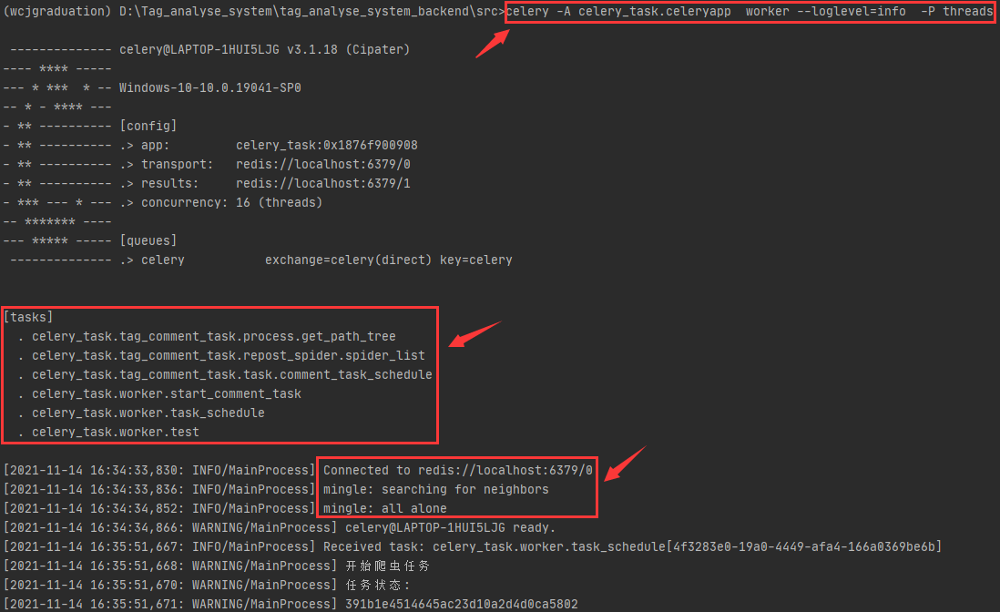 (wcjgraduation) D:\Tag_analyse_system\tag_analyse_system_backend\src>celery -A celery_task.celeryapp  worker --loglevel=info  -P threads
 -------------- celery@LAPTOP-1HUI5LJG v3.1.18 (Cipater)
---- **** -----
--- * ***  * -- Windows-10-10.0.19041-SP0
-- * - **** ---
- ** ---------- [config]
- ** ---------- .> app:         celery_task:0x1876f900908
- ** ---------- .> transport:   redis://localhost:6379/0
- ** ---------- .> results:     redis://localhost:6379/1
- *** --- * --- .> concurrency: 16 (threads)
-- ******* ----
--- ***** ----- [queues]
 -------------- .> celery           exchange=celery(direct) key=celery
[tasks]
  . celery_task.tag_comment_task.process.get_path_tree
  . celery_task.tag_comment_task.repost_spider.spider_list
  . celery_task.tag_comment_task.task.comment_task_schedule
  . celery_task.worker.start_comment_task
  . celery_task.worker.task_schedule
  . celery_task.worker.test
[2021-11-14 16:34:33,830: INFO/MainProcess] Connected to redis://localhost:6379/0
[2021-11-14 16:34:33,836: INFO/MainProcess] mingle: searching for neighbors
[2021-11-14 16:34:34,852: INFO/MainProcess] mingle: all alone
[2021-11-14 16:34:34,866: WARNING/MainProcess] celery@LAPTOP-1HUI5LJG ready.
[2021-11-14 16:35:51,667: INFO/MainProcess] Received task: celery_task.worker.task_schedule[4f3283e0-19a0-4449-afa4-166a0369be6b]
[2021-11-14 16:35:51,668: WARNING/MainProcess] 开始爬虫任务
[2021-11-14 16:35:51,670: WARNING/MainProcess] 任务状态：
[2021-11-14 16:35:51,671: WARNING/MainProcess] 391b1e4514645ac23d10a2d4d0ca5802